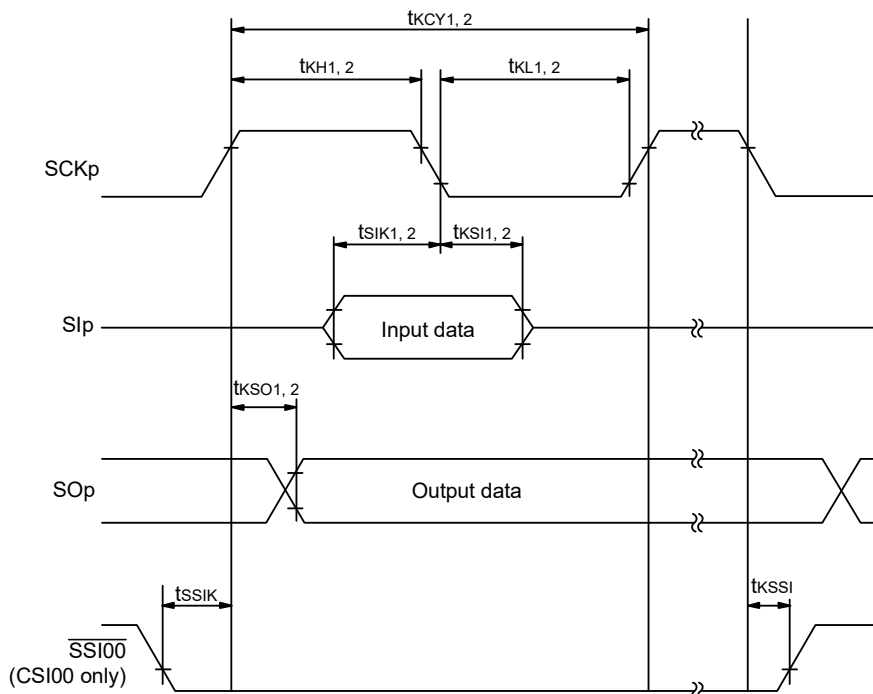 tKCY1, 2
tKH1, 2
tKL1, 2
SCKp
tSIK1, 2
tKSI1, 2
SIp
Input data
tKSO1, 2
SOp
Output data
tSSIK
tKSSI
SSI00
(CSI00 only)